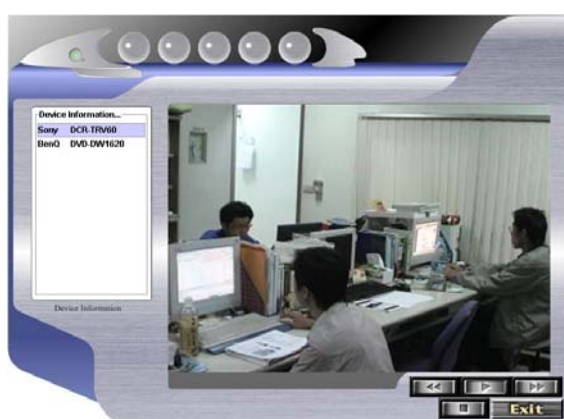 Device Information...
Sony DCR-TRV60
BenQ DVD-DW1620
Device Information
Exit